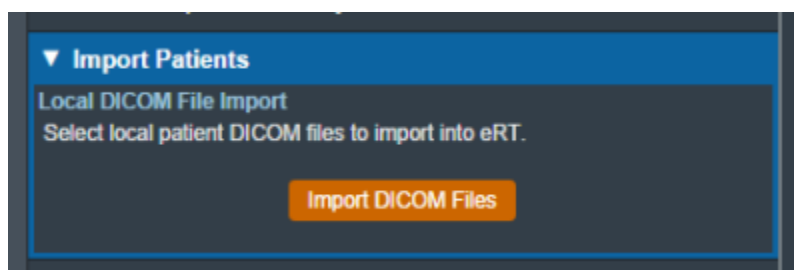 ▼ Import Patients
Local DICOM File Import
Select local patient DICOM files to import into eRT.
Import DICOM Files